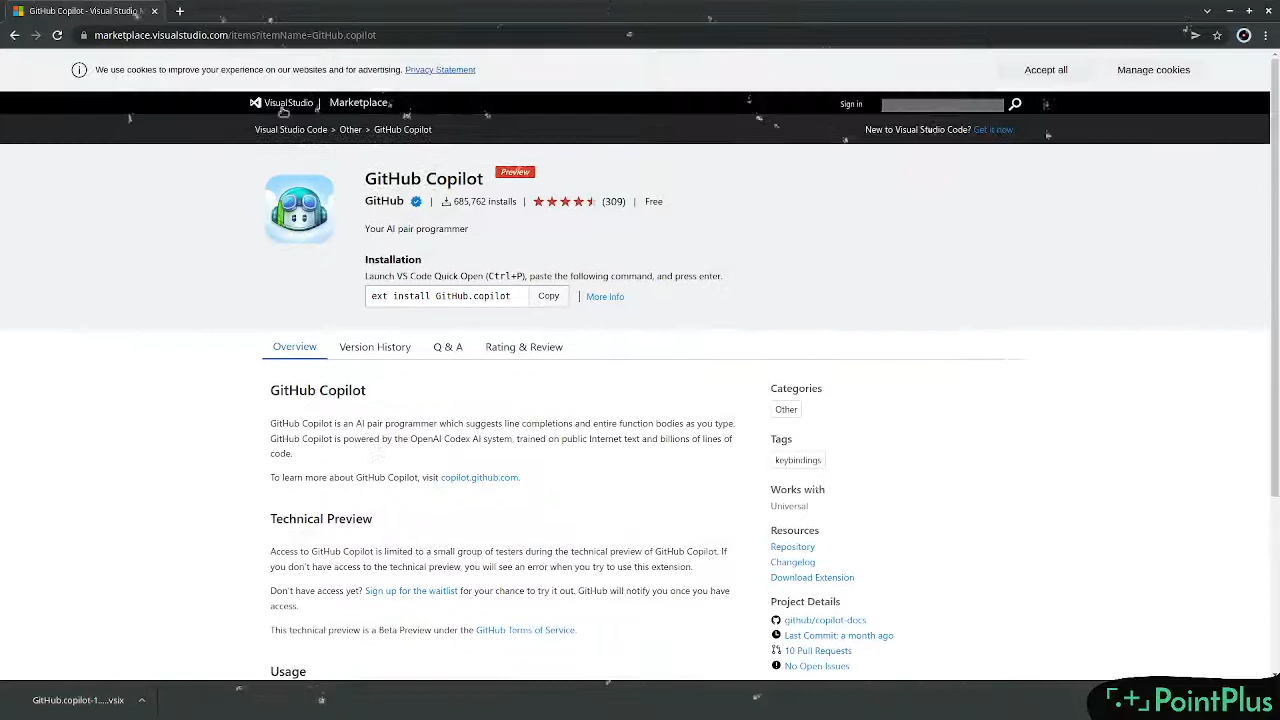 GitHub Copilot - Visual Studio M
marketplace.visualstudio.com/items?itemName=GitHub.copilot
We use cookies to improve your experience on our websites and for advertising. Privacy Statement
Accept all
Manage cookies
VisualStudio | Marketplace
Sign in
Visual Studio Code > Other > GitHub Copilot
New to Visual Studio Code? Get it now.
GitHub Copilot
Preview
GitHub | 685,762 installs | (309) | Free
Your AI pair programmer
Installation
Launch VS Code Quick Open (Ctrl+P), paste the following command, and press enter.
ext install GitHub.copilot
Copy
More Info
Overview
Version History
Q & A
Rating & Review
GitHub Copilot
GitHub Copilot is an AI pair programmer which suggests line completions and entire function bodies as you type.
GitHub Copilot is powered by the OpenAI Codex AI system, trained on public Internet text and billions of lines of
code.
To learn more about GitHub Copilot, visit copilot.github.com.
Technical Preview
Access to GitHub Copilot is limited to a small group of testers during the technical preview of GitHub Copilot. If
you don't have access to the technical preview, you will see an error when you try to use this extension.
Don't have access yet? Sign up for the waitlist for your chance to try it out. GitHub will notify you once you have
access.
This technical preview is a Beta Preview under the GitHub Terms of Service.
Usage
Categories
Other
Tags
keybindings
Works with
Universal
Resources
Repository
Changelog
Download Extension
Project Details
github/copilot-docs
Last Commit: a month ago
10 Pull Requests
No Open Issues
GitHub.copilot-1.....vsix
PointPlus